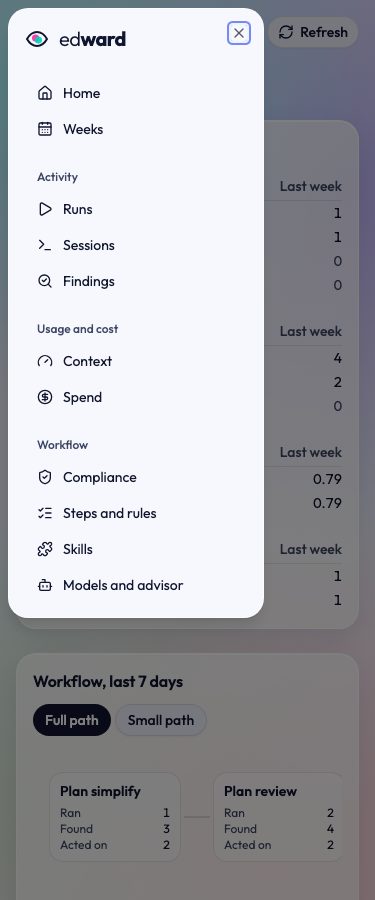 edward
Refresh
Home
Weeks
Activity
Runs
Sessions
Findings
Usage and cost
Context
Spend
Workflow
Compliance
Steps and rules
Skills
Models and advisor
Last week
1
1
0
0
Last week
4
2
0
Last week
0.79
0.79
Last week
1
1
Workflow, last 7 days
Full path
Small path
Plan simplify
Ran 1
Found 3
Acted on 2
Plan review
Ran 2
Found 4
Acted on 2